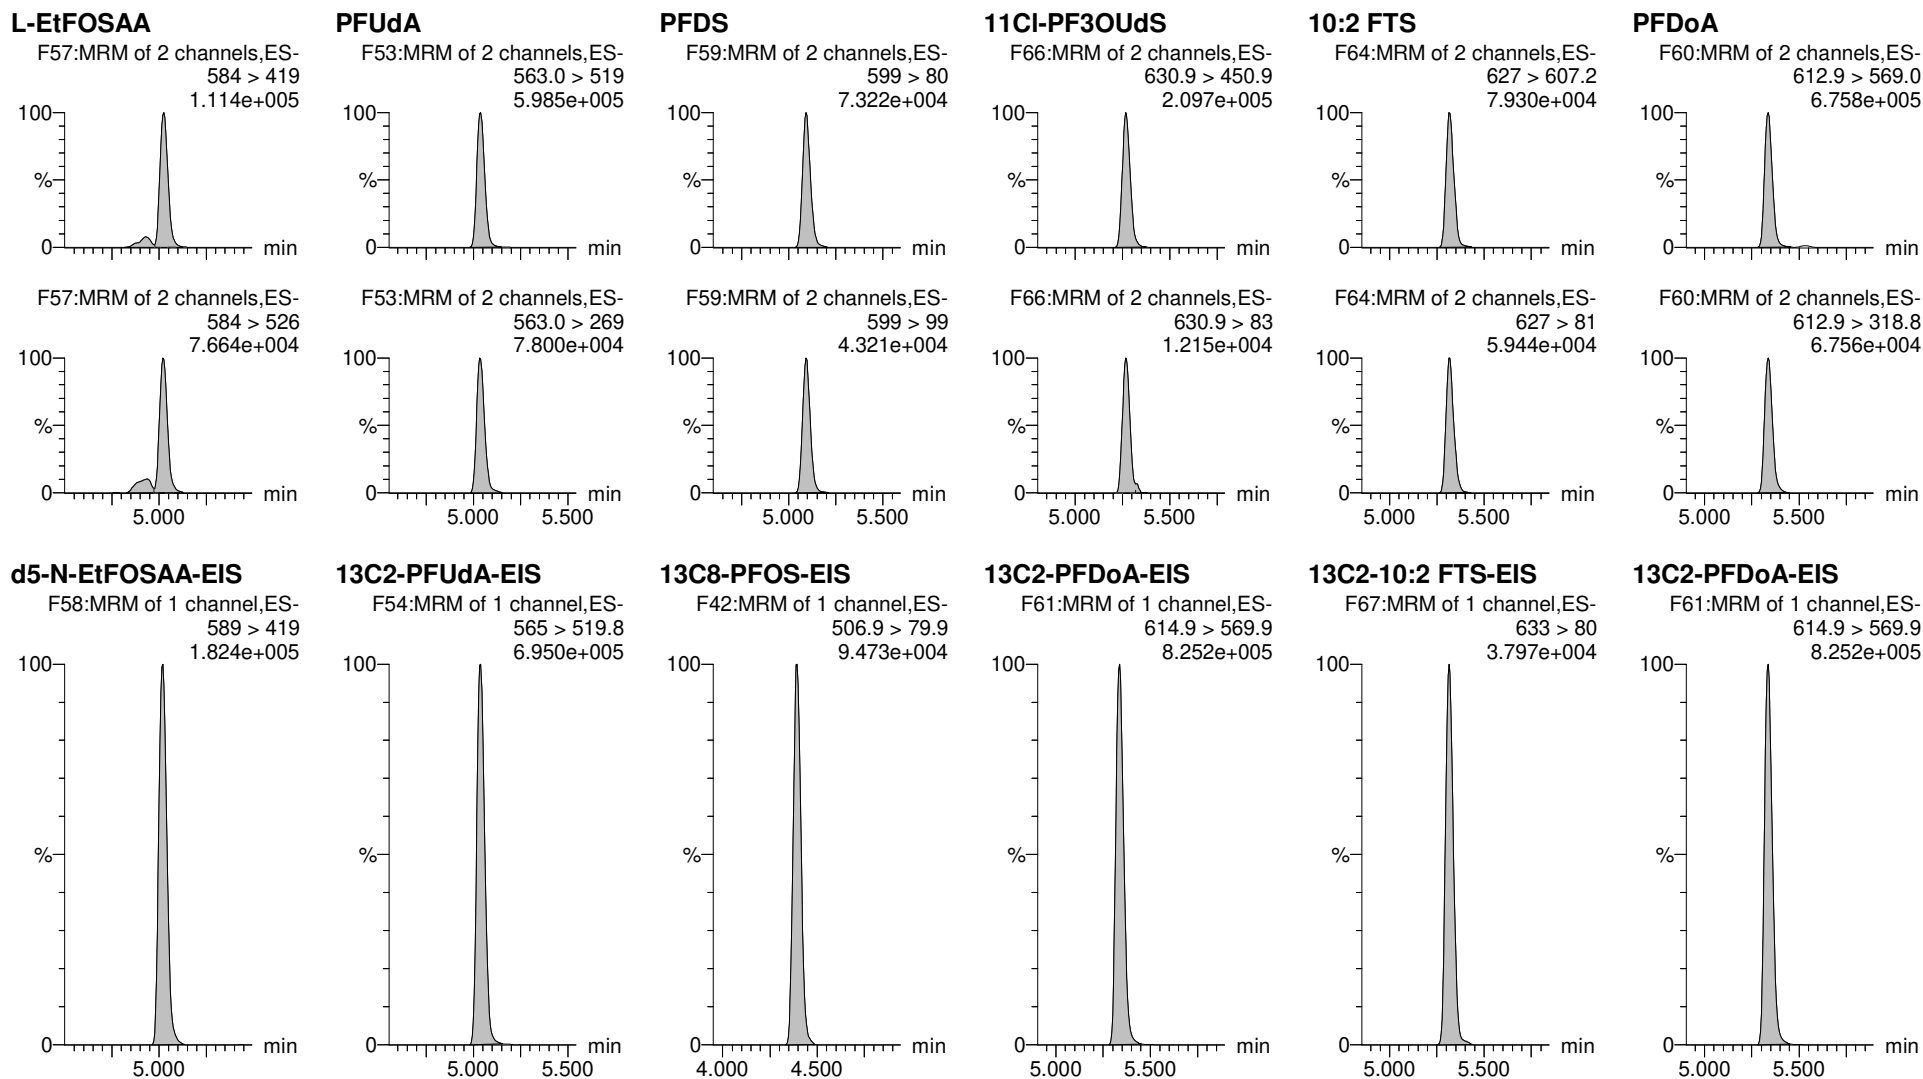 L-EtFOSAA
F57:MRM of 2 channels,ES-
584 > 419
1.114e+005
100
%
0
min
F57:MRM of 2 channels,ES-
584 > 526
7.664e+004
100
%
0
min
5.000
d5-N-EtFOSAA-EIS
F58:MRM of 1 channel,ES-
589 > 419
1.824e+005
100
%
0
min
5.000
PFUdA
F53:MRM of 2 channels,ES-
563.0 > 519
5.985e+005
100
%
0
min
F53:MRM of 2 channels,ES-
563.0 > 269
7.800e+004
100
%
0
min
5.000 5.500
13C2-PFUdA-EIS
F54:MRM of 1 channel,ES-
565 > 519.8
6.950e+005
100
%
0
min
5.000 5.500
PFDS
F59:MRM of 2 channels,ES-
599 > 80
7.322e+004
100
%
0
min
F59:MRM of 2 channels,ES-
599 > 99
4.321e+004
100
%
0
min
5.000 5.500
13C8-PFOS-EIS
F42:MRM of 1 channel,ES-
506.9 > 79.9
9.473e+004
100
%
0
min
4.000 4.500
11Cl-PF3OUdS
F66:MRM of 2 channels,ES-
630.9 > 450.9
2.097e+005
100
%
0
min
F66:MRM of 2 channels,ES-
630.9 > 83
1.215e+004
100
%
0
min
5.000 5.500
13C2-PFDoA-EIS
F61:MRM of 1 channel,ES-
614.9 > 569.9
8.252e+005
100
%
0
min
5.000 5.500
10:2 FTS
F64:MRM of 2 channels,ES-
627 > 607.2
7.930e+004
100
%
0
min
F64:MRM of 2 channels,ES-
627 > 81
5.944e+004
100
%
0
min
5.000 5.500
13C2-10:2 FTS-EIS
F67:MRM of 1 channel,ES-
633 > 80
3.797e+004
100
%
0
min
5.000 5.500
PFDoA
F60:MRM of 2 channels,ES-
612.9 > 569.0
6.758e+005
100
%
0
min
F60:MRM of 2 channels,ES-
612.9 > 318.8
6.756e+004
100
%
0
min
5.000 5.500
13C2-PFDoA-EIS
F61:MRM of 1 channel,ES-
614.9 > 569.9
8.252e+005
100
%
0
min
5.000 5.500